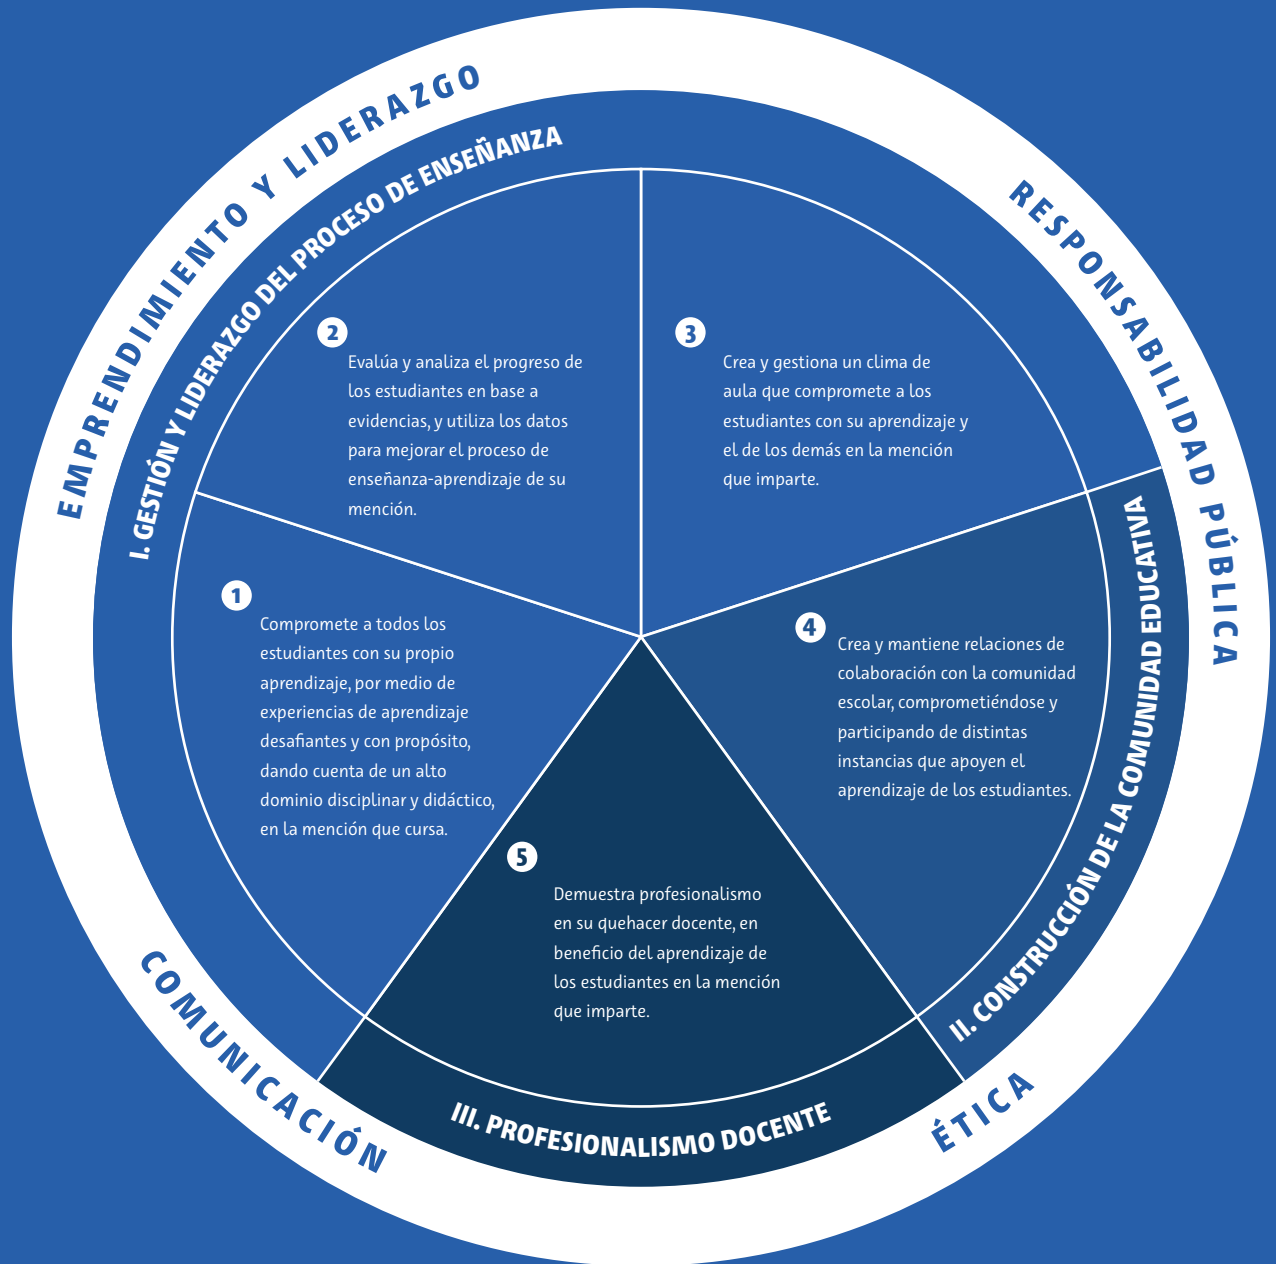 EMPRENDIMIENTO Y LIDERAZGO
RESPONSABILIDAD PÚBLICA
I. GESTIÓN Y LIDERAZGO DEL PROCESO DE ENSEÑANZA
2
Evalúa y analiza el progreso de
los estudiantes en base a
evidencias, y utiliza los datos
para mejorar el proceso de
enseñanza-aprendizaje de su
mención.
3
Crea y gestiona un clima de
aula que compromete a los
estudiantes con su aprendizaje y
el de los demás en la mención
que imparte.
1
Compromete a todos los
estudiantes con su propio
aprendizaje, por medio de
experiencias de aprendizaje
desafiantes y con propósito,
dando cuenta de un alto
dominio disciplinar y didáctico,
en la mención que cursa.
4
Crea y mantiene relaciones de
colaboración con la comunidad
escolar, comprometiéndose y
participando de distintas
instancias que apoyen el
aprendizaje de los estudiantes.
II. CONSTRUCCIÓN DE LA COMUNIDAD EDUCATIVA
5
Demuestra profesionalismo
en su quehacer docente, en
beneficio del aprendizaje de
los estudiantes en la mención
que imparte.
III. PROFESIONALISMO DOCENTE
COMUNICACIÓN
ÉTICA